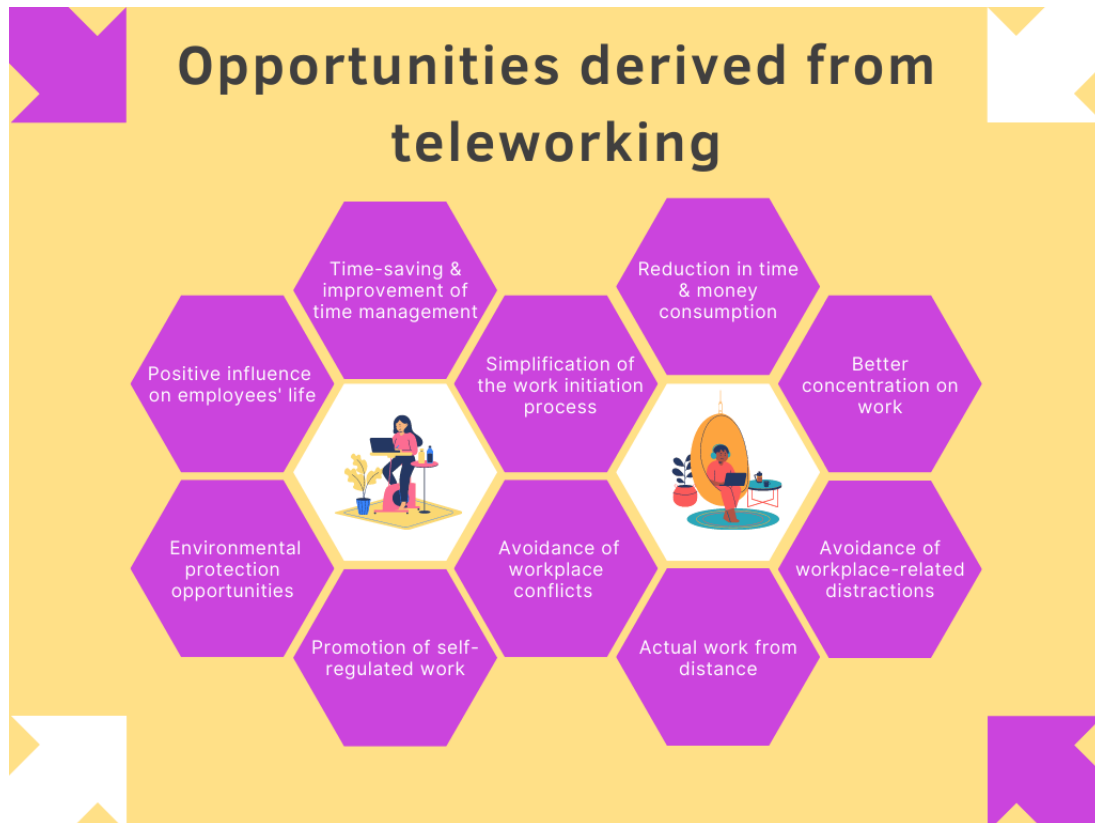 Opportunities derived from
teleworking
Time-saving &
improvement of
time management
Reduction in time
& money
consumption
Positive influence
on employees' life
Simplification of
the work initiation
process
Better
concentration on
work
Environmental
protection
opportunities
Avoidance of
workplace
conflicts
Avoidance of
workplace-related
distractions
Promotion of self-
regulated work
Actual work from
distance